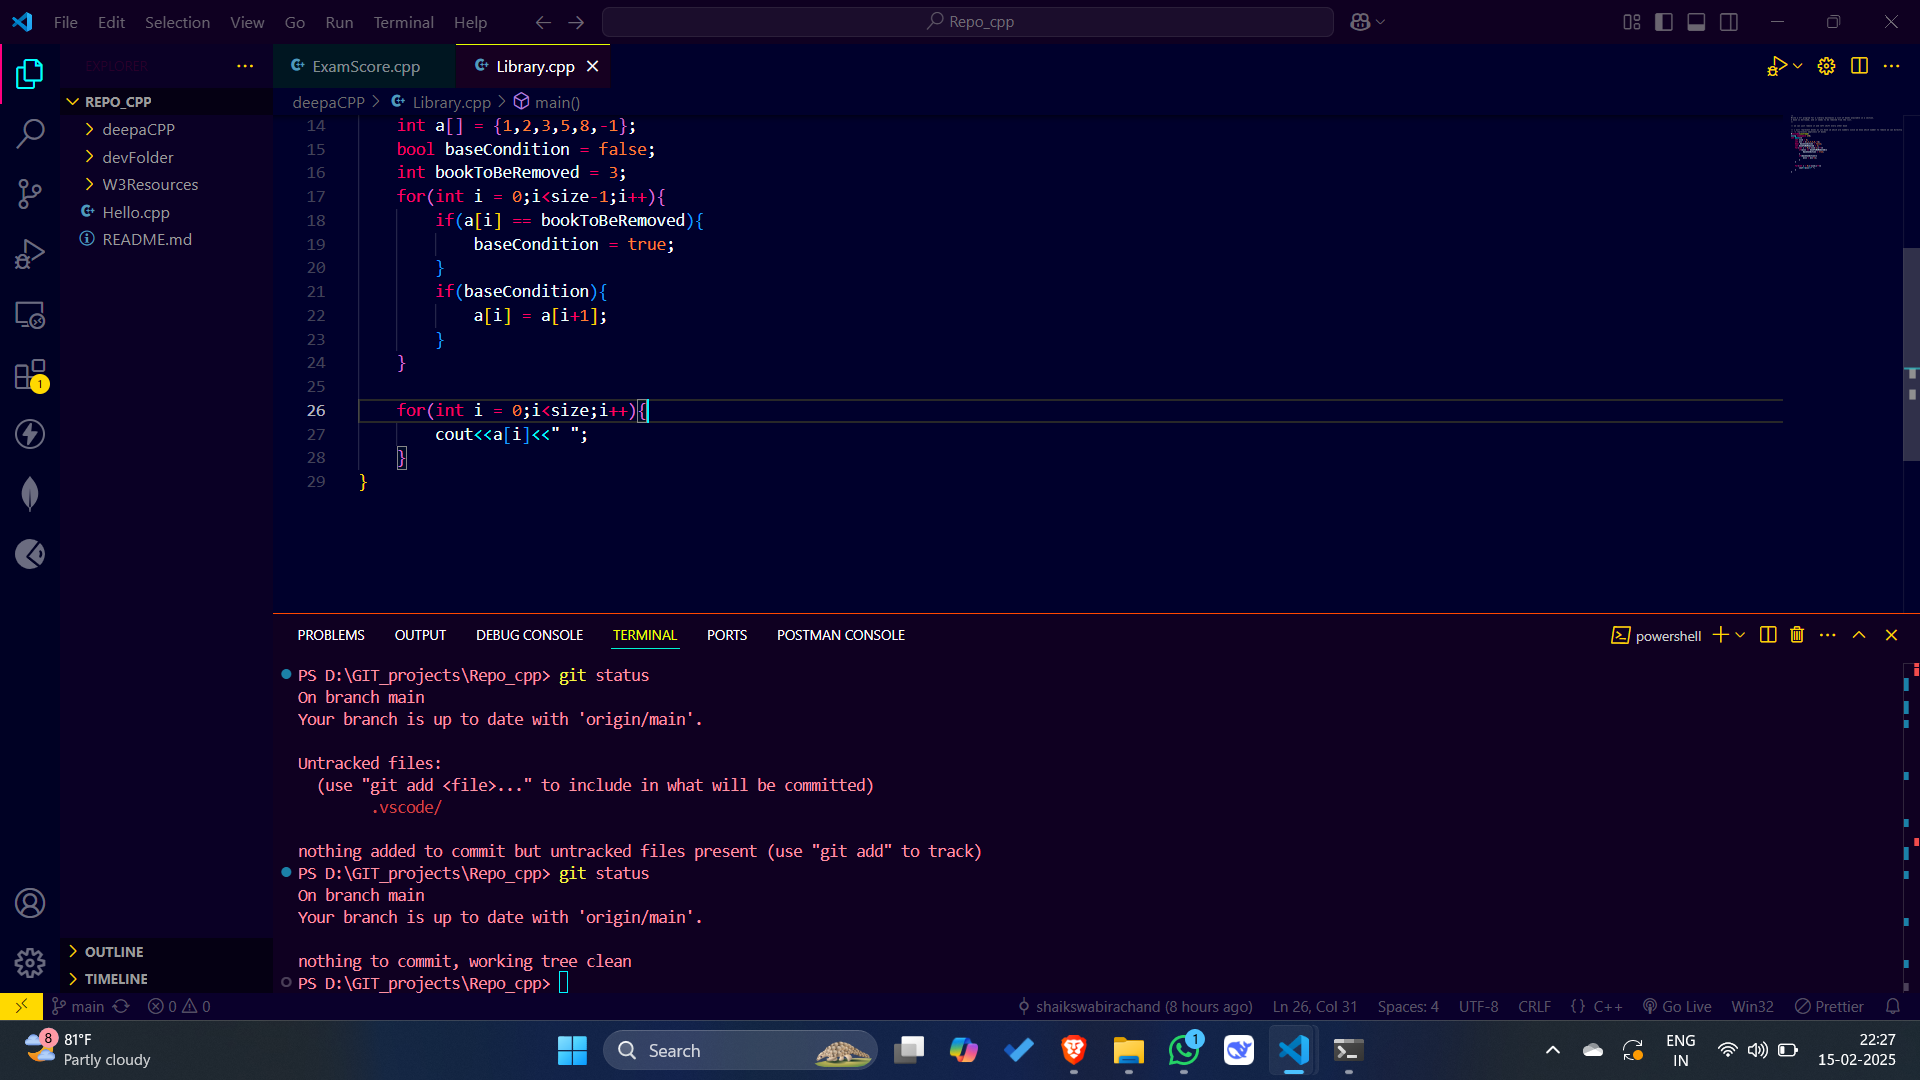 File Edit Selection View Go Run Terminal Help
Repo_cpp
EXPLORER
REPO_CPP
deepaCPP
devFolder
W3Resources
Hello.cpp
README.md
OUTLINE
TIMELINE
1
ExamScore.cpp
Library.cpp
deepaCPP > Library.cpp > main()
14 int a[] = {1,2,3,5,8,-1};
15 bool baseCondition = false;
16 int bookToBeRemoved = 3;
17 for(int i = 0;i<size-1;i++){
18 if(a[i] == bookToBeRemoved){
19 baseCondition = true;
20 }
21 if(baseCondition){
22 a[i] = a[i+1];
23 }
24 }
25
26 for(int i = 0;i<size;i++){
27 cout<<a[i]<<" ";
28 }
29 }
PROBLEMS OUTPUT DEBUG CONSOLE TERMINAL PORTS POSTMAN CONSOLE
powershell
PS D:\GIT_projects\Repo_cpp> git status
On branch main
Your branch is up to date with 'origin/main'.
Untracked files:
(use "git add <file>..." to include in what will be committed)
.vscode/
nothing added to commit but untracked files present (use "git add" to track)
PS D:\GIT_projects\Repo_cpp> git status
On branch main
Your branch is up to date with 'origin/main'.
nothing to commit, working tree clean
PS D:\GIT_projects\Repo_cpp>
main 0 0 shaikswabirachand (8 hours ago) Ln 26, Col 31 Spaces: 4 UTF-8 CRLF {} C++ Go Live Win32 Prettier
8
81°F
Partly cloudy
Search
1
ENG
IN
22:27
15-02-2025